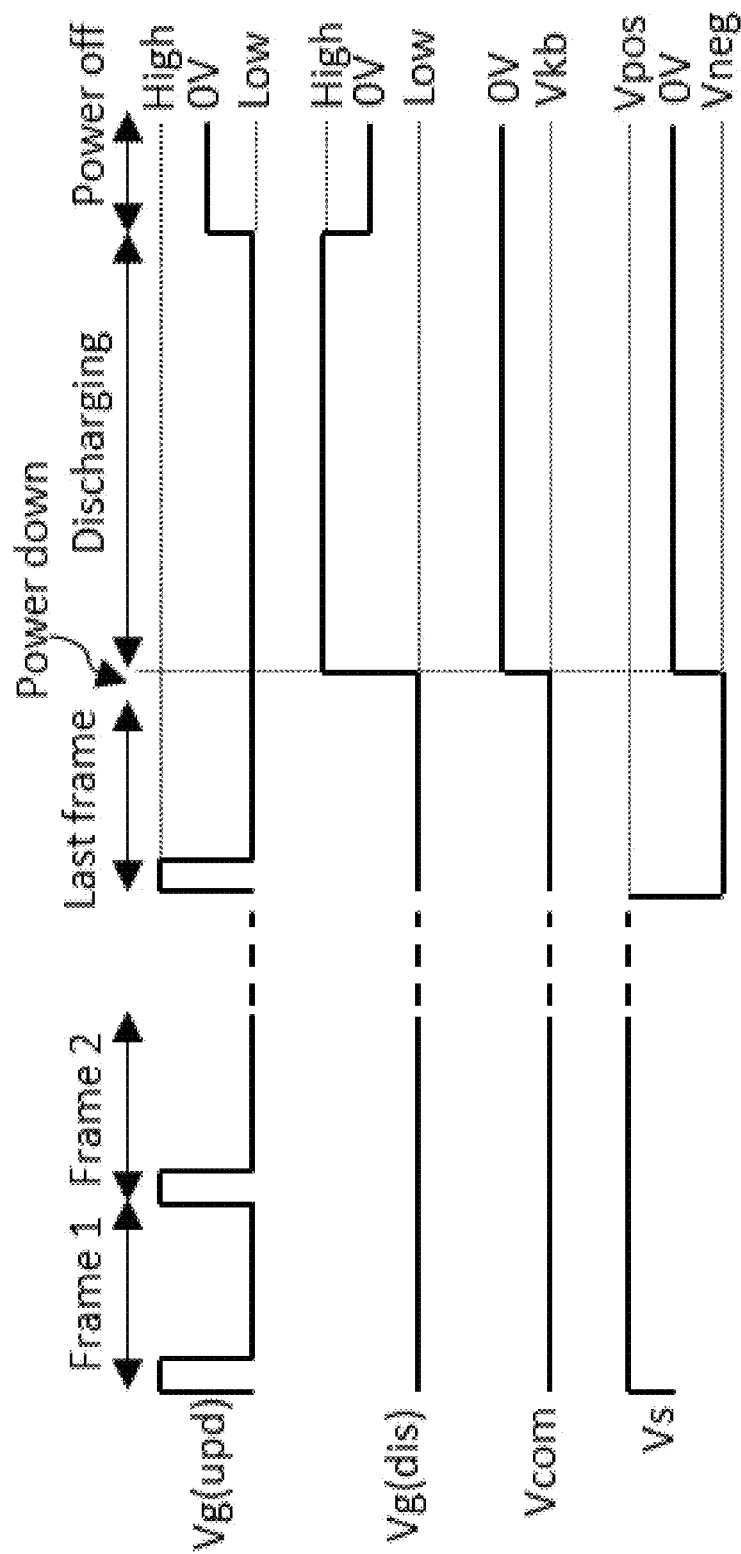 Power down
Frame 1
Frame 2
Last frame
Discharging
Power off
Vg(upd)
High
0V
Low
Vg(dis)
High
0V
Low
Vcom
0V
Vkb
Vs
Vpos
0V
Vneg